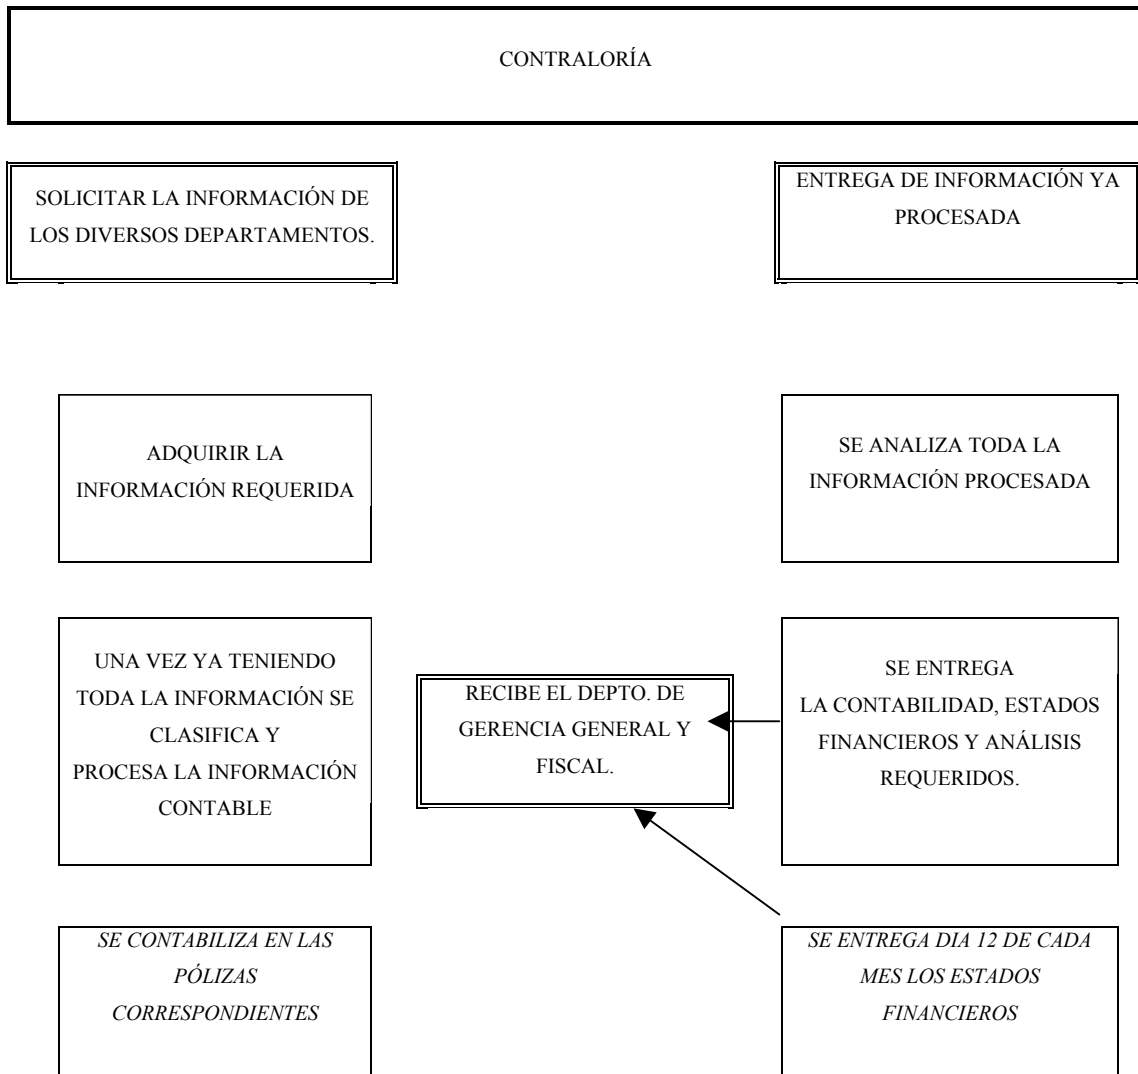 CONTRALORÍA
SOLICITAR LA INFORMACIÓN DE
LOS DIVERSOS DEPARTAMENTOS.
ENTREGA DE INFORMACIÓN YA
PROCESADA
ADQUIRIR LA
INFORMACIÓN REQUERIDA
SE ANALIZA TODA LA
INFORMACIÓN PROCESADA
UNA VEZ YA TENIENDO
TODA LA INFORMACIÓN SE
CLASIFICA Y
PROCESA LA INFORMACIÓN
CONTABLE
RECIBE EL DEPTO. DE
GERENCIA GENERAL Y
FISCAL.
SE ENTREGA
LA CONTABILIDAD, ESTADOS
FINANCIEROS Y ANÁLISIS
REQUERIDOS.
SE CONTABILIZA EN LAS
PÓLIZAS
CORRESPONDIENTES
SE ENTREGA DIA 12 DE CADA
MES LOS ESTADOS
FINANCIEROS